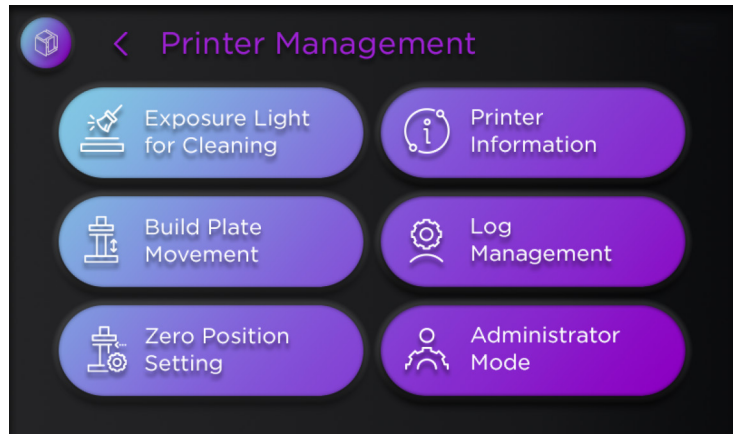 Printer Management
Exposure Light
for Cleaning
Printer
Information
Build Plate
Movement
Log
Management
Zero Position
Setting
Administrator
Mode